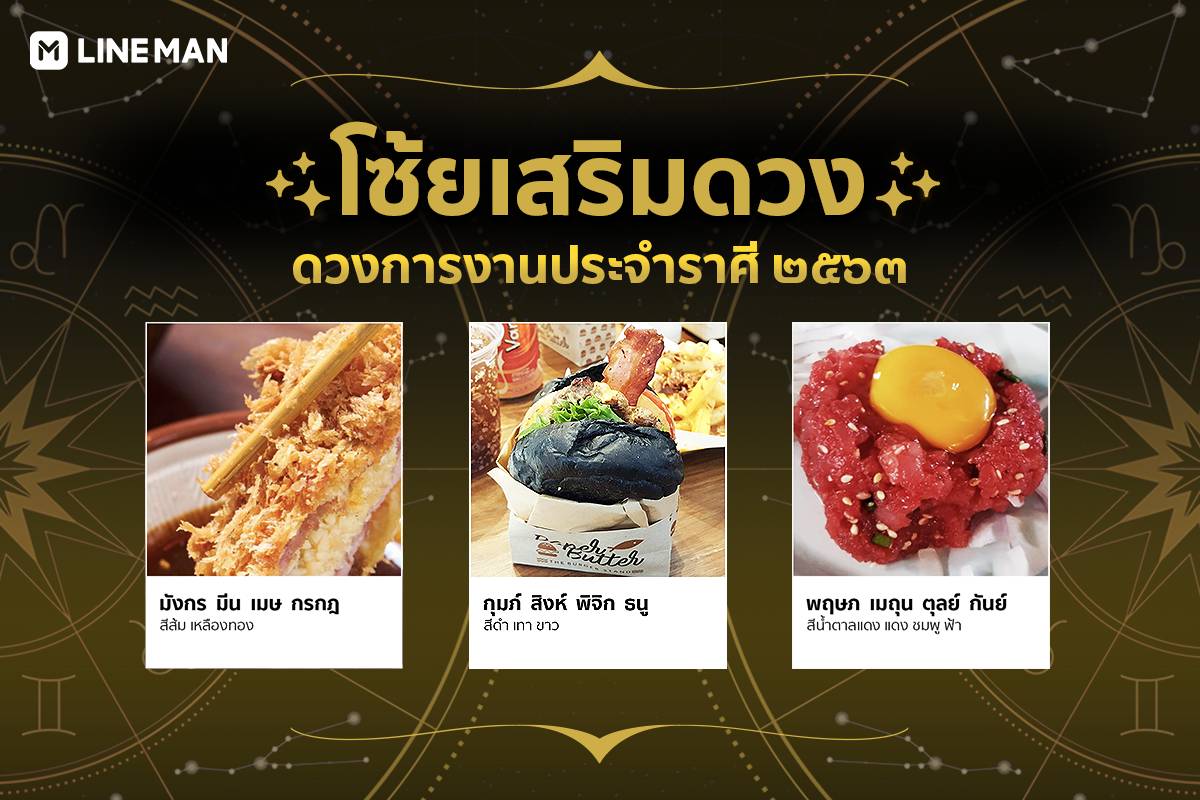 LINE MAN
โซ้ยเสริมดวง
ดวงการงานประจำราศี ๒๕๖๓
มังกร มีน เมษ กรกฎ
สีส้ม เหลืองทอง
Butter
THE BURGER STAND
กุมภ์ สิงห์ พิจิก ธนู
สีดำ เทา ขาว
พฤษภ เมถุน ตุลย์ กันย์
สีน้ำตาลแดง แดง ชมพู ฟ้า